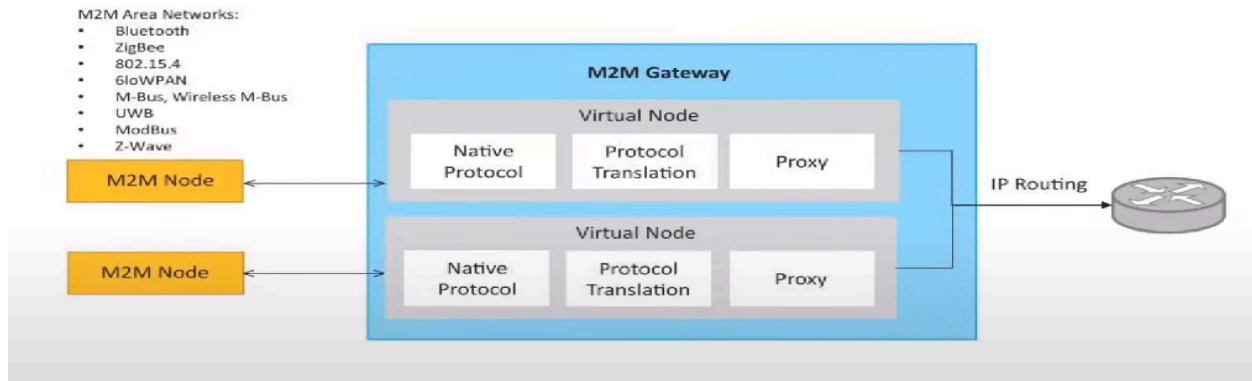 M2M Area Networks:
• Bluetooth
• ZigBee
• 802.15.4
• 6loWPAN
• M-Bus, Wireless M-Bus
• UWB
• ModBus
• Z-Wave
M2M Node
M2M Node
M2M Gateway
Virtual Node
Native
Protocol
Protocol
Translation
Proxy
Virtual Node
Native
Protocol
Protocol
Translation
Proxy
IP Routing